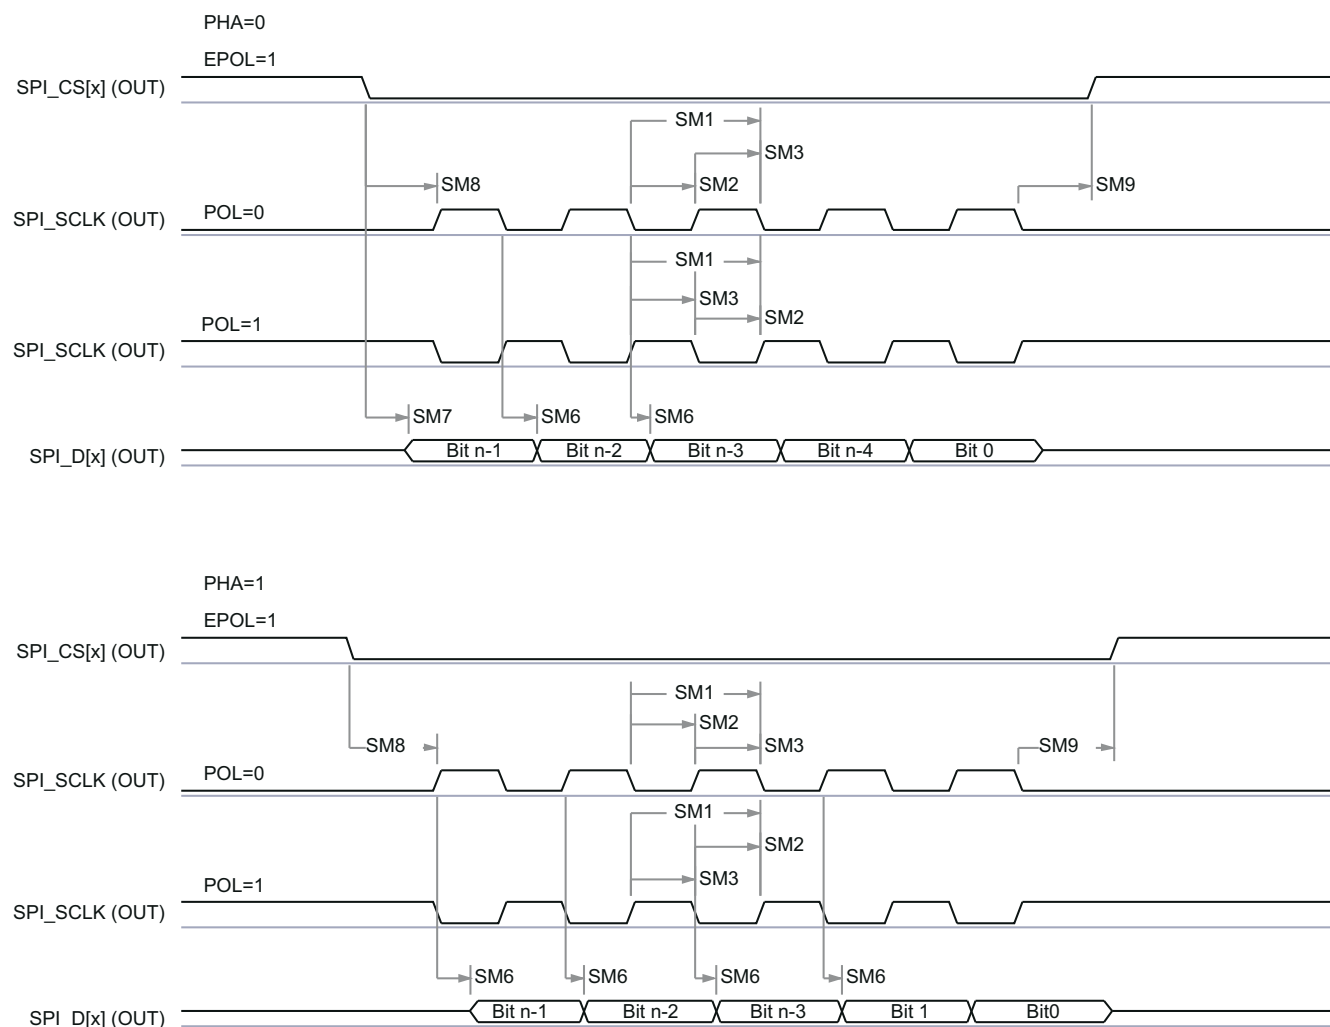 PHA=0
EPOL=1
SPI_CS[x] (OUT)
SM1
SM3
SM8 SM2 SM9
POL=0
SPI_SCLK (OUT)
SM1
SM3
SM2
POL=1
SPI_SCLK (OUT)
SM7 SM6 SM6
SPI_D[x] (OUT) Bit n-1 Bit n-2 Bit n-3 Bit n-4 Bit 0
PHA=1
EPOL=1
SPI_CS[x] (OUT)
SM1
SM2
SM8 SM3 SM9
POL=0
SPI_SCLK (OUT)
SM1
SM2
SM3
POL=1
SPI_SCLK (OUT)
SM6 SM6 SM6 SM6
SPI_D[x] (OUT) Bit n-1 Bit n-2 Bit n-3 Bit 1 Bit0